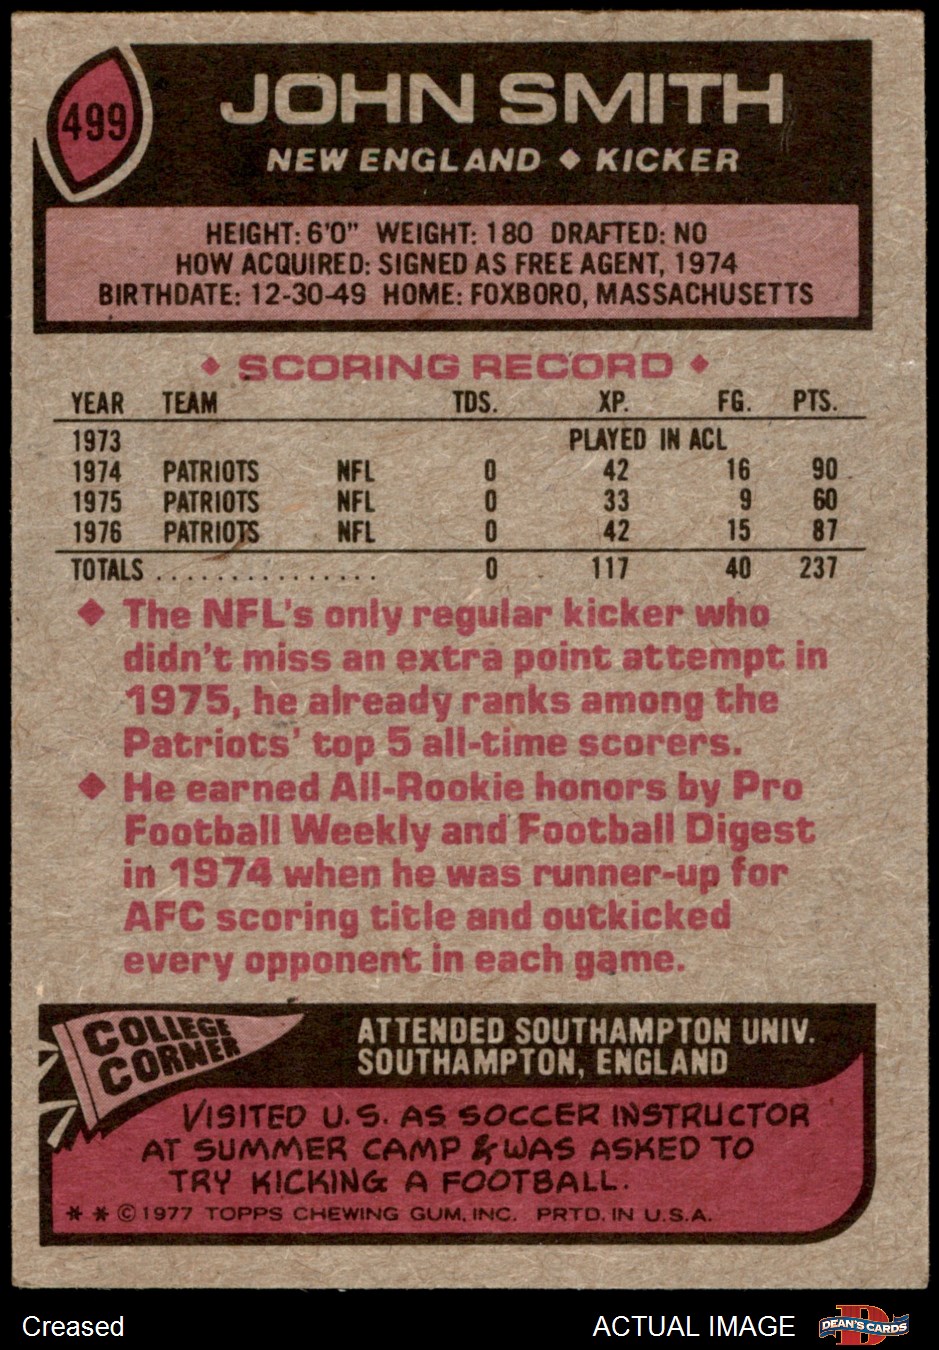 499
JOHN SMITH
NEW ENGLAND ◆ KICKER
HEIGHT: 6'0" WEIGHT: 180 DRAFTED: NO
HOW ACQUIRED: SIGNED AS FREE AGENT, 1974
BIRTHDATE: 12-30-49 HOME: FOXBORO, MASSACHUSETTS
◆ SCORING RECORD ◆
YEAR TEAM TDS. XP. FG. PTS.
1973 PLAYED IN ACL
1974 PATRIOTS NFL 0 42 16 90
1975 PATRIOTS NFL 0 33 9 60
1976 PATRIOTS NFL 0 42 15 87
TOTALS ............... 0 117 40 237
◆ The NFL's only regular kicker who
didn't miss an extra point attempt in
1975, he already ranks among the
Patriots' top 5 all-time scorers.
◆ He earned All-Rookie honors by Pro
Football Weekly and Football Digest
in 1974 when he was runner-up for
AFC scoring title and outkicked
every opponent in each game.
COLLEGE
CORNER
ATTENDED SOUTHAMPTON UNIV.
SOUTHAMPTON, ENGLAND
VISITED U.S. AS SOCCER INSTRUCTOR
AT SUMMER CAMP & WAS ASKED TO
TRY KICKING A FOOTBALL.
* * © 1977 TOPPS CHEWING GUM, INC. PRTD. IN U.S.A.
Creased
ACTUAL IMAGE
DEAN'S CARDS